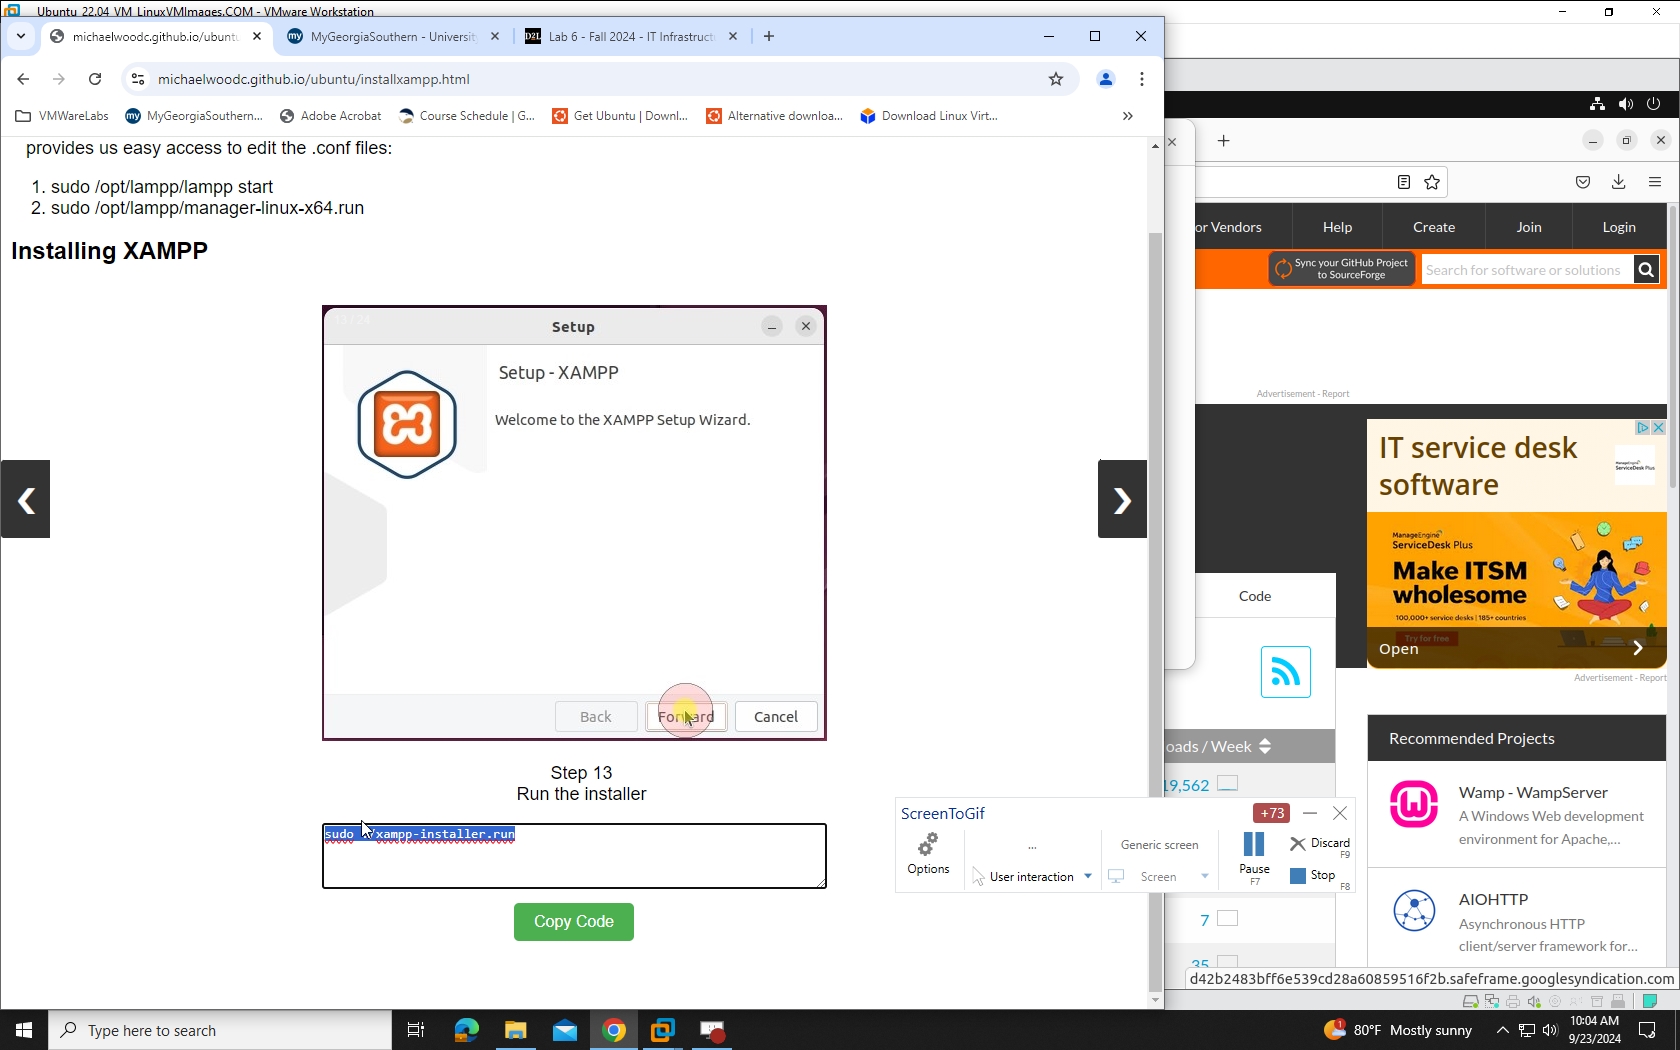 Ubuntu 22.04 VM LinuxVMImages.COM - VMware Workstation
michaelwoodc.github.io/ubuntu
MyGeorgiaSouthern - University
D2L Lab 6 - Fall 2024 - IT Infrastruct
michaelwoodc.github.io/ubuntu/installxampp.html
VMWareLabs
my MyGeorgiaSouthern...
Adobe Acrobat
Course Schedule | G...
Get Ubuntu | Downl...
Alternative downloa...
Download Linux Virt...
provides us easy access to edit the .conf files:
1. sudo /opt/lampp/lampp start
2. sudo /opt/lampp/manager-linux-x64.run
Installing XAMPP
13 / 24
Setup
Setup - XAMPP
Welcome to the XAMPP Setup Wizard.
Back
Forward
Cancel
Step 13
Run the installer
sudo ./xampp-installer.run
Copy Code
or Vendors
Help
Create
Join
Login
Sync your GitHub Project
to SourceForge
Search for software or solutions
Advertisement - Report
IT service desk
software
ManageEngine
ServiceDesk Plus
Make ITSM
wholesome
100,000+ service desks | 185+ countries
Try for free
Open
Advertisement - Report
Code
oads / Week
19,562
7
35
Recommended Projects
Wamp - WampServer
A Windows Web development
environment for Apache,...
AIOHTTP
Asynchronous HTTP
client/server framework for...
d42b2483bff6e539cd28a60859516f2b.safeframe.googlesyndication.com
ScreenToGif
+73
Options
...
User interaction
Generic screen
Screen
Pause
F7
Discard
F9
Stop
F8
Type here to search
1
80°F Mostly sunny
10:04 AM
9/23/2024